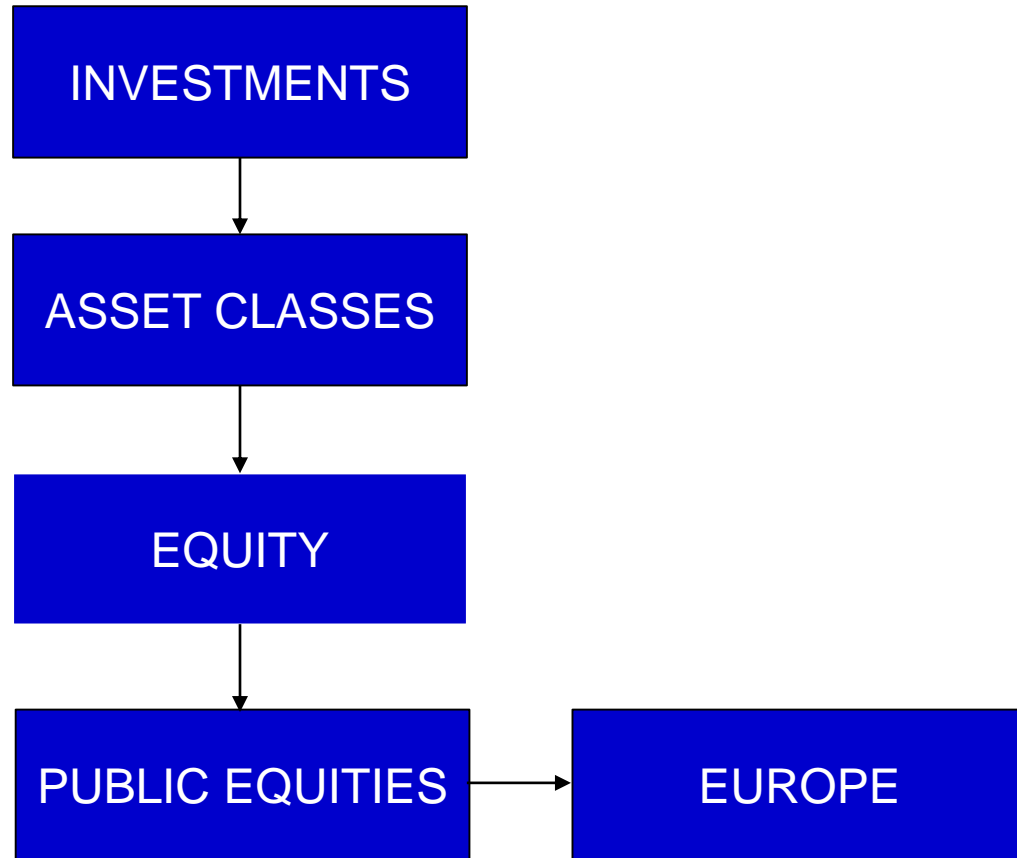 INVESTMENTS
ASSET CLASSES
EQUITY
PUBLIC EQUITIES
EUROPE